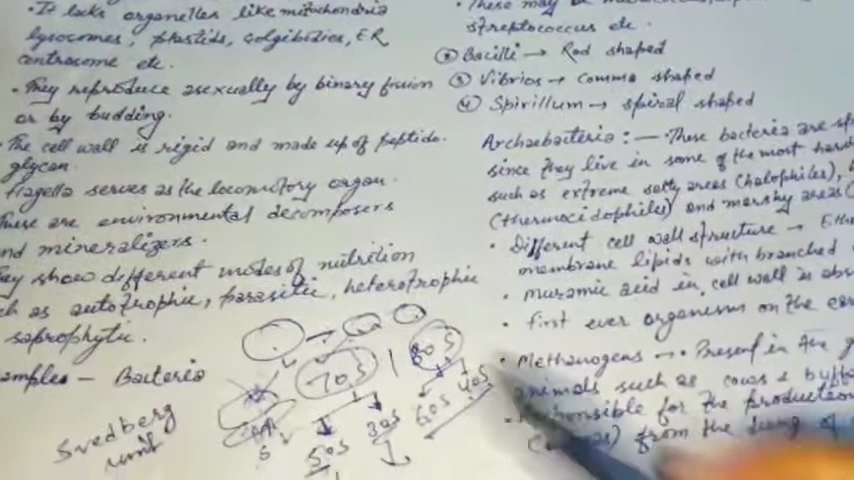 • It lacks organelles like mitochondria
lysosomes, plastids, golgibodies, ER,
centrosome etc.
• They reproduce asexually by binary fission
or by budding.
• The cell wall is rigid and made up of peptido-
glycan.
flagella serves as the locomotory organ.
These are environmental decomposers
and mineralizers.
They show different modes of nutrition
such as autotrophic, parasitic, heterotrophic
saprophytic.
Examples — Bacteria
Svedberg
unit
70S | 80S
50S 30S 60S 40S
• These may be
streptococcus etc.
② Bacilli → Rod shaped
③ Vibrios → Comma shaped
④ Spirillum → spiral shaped
Archaebacteria: — These bacteria are
since they live in some of the most
such as extreme salty areas (halophiles),
(thermocidophiles) and marshy areas (
• Different cell wall structure →
membrane lipids with branched
• muramic acid in cell wall is
• first ever organisms on the
• Methanogens → • Present in the
animals such as cows &
• Responsible for the production
from the dung of